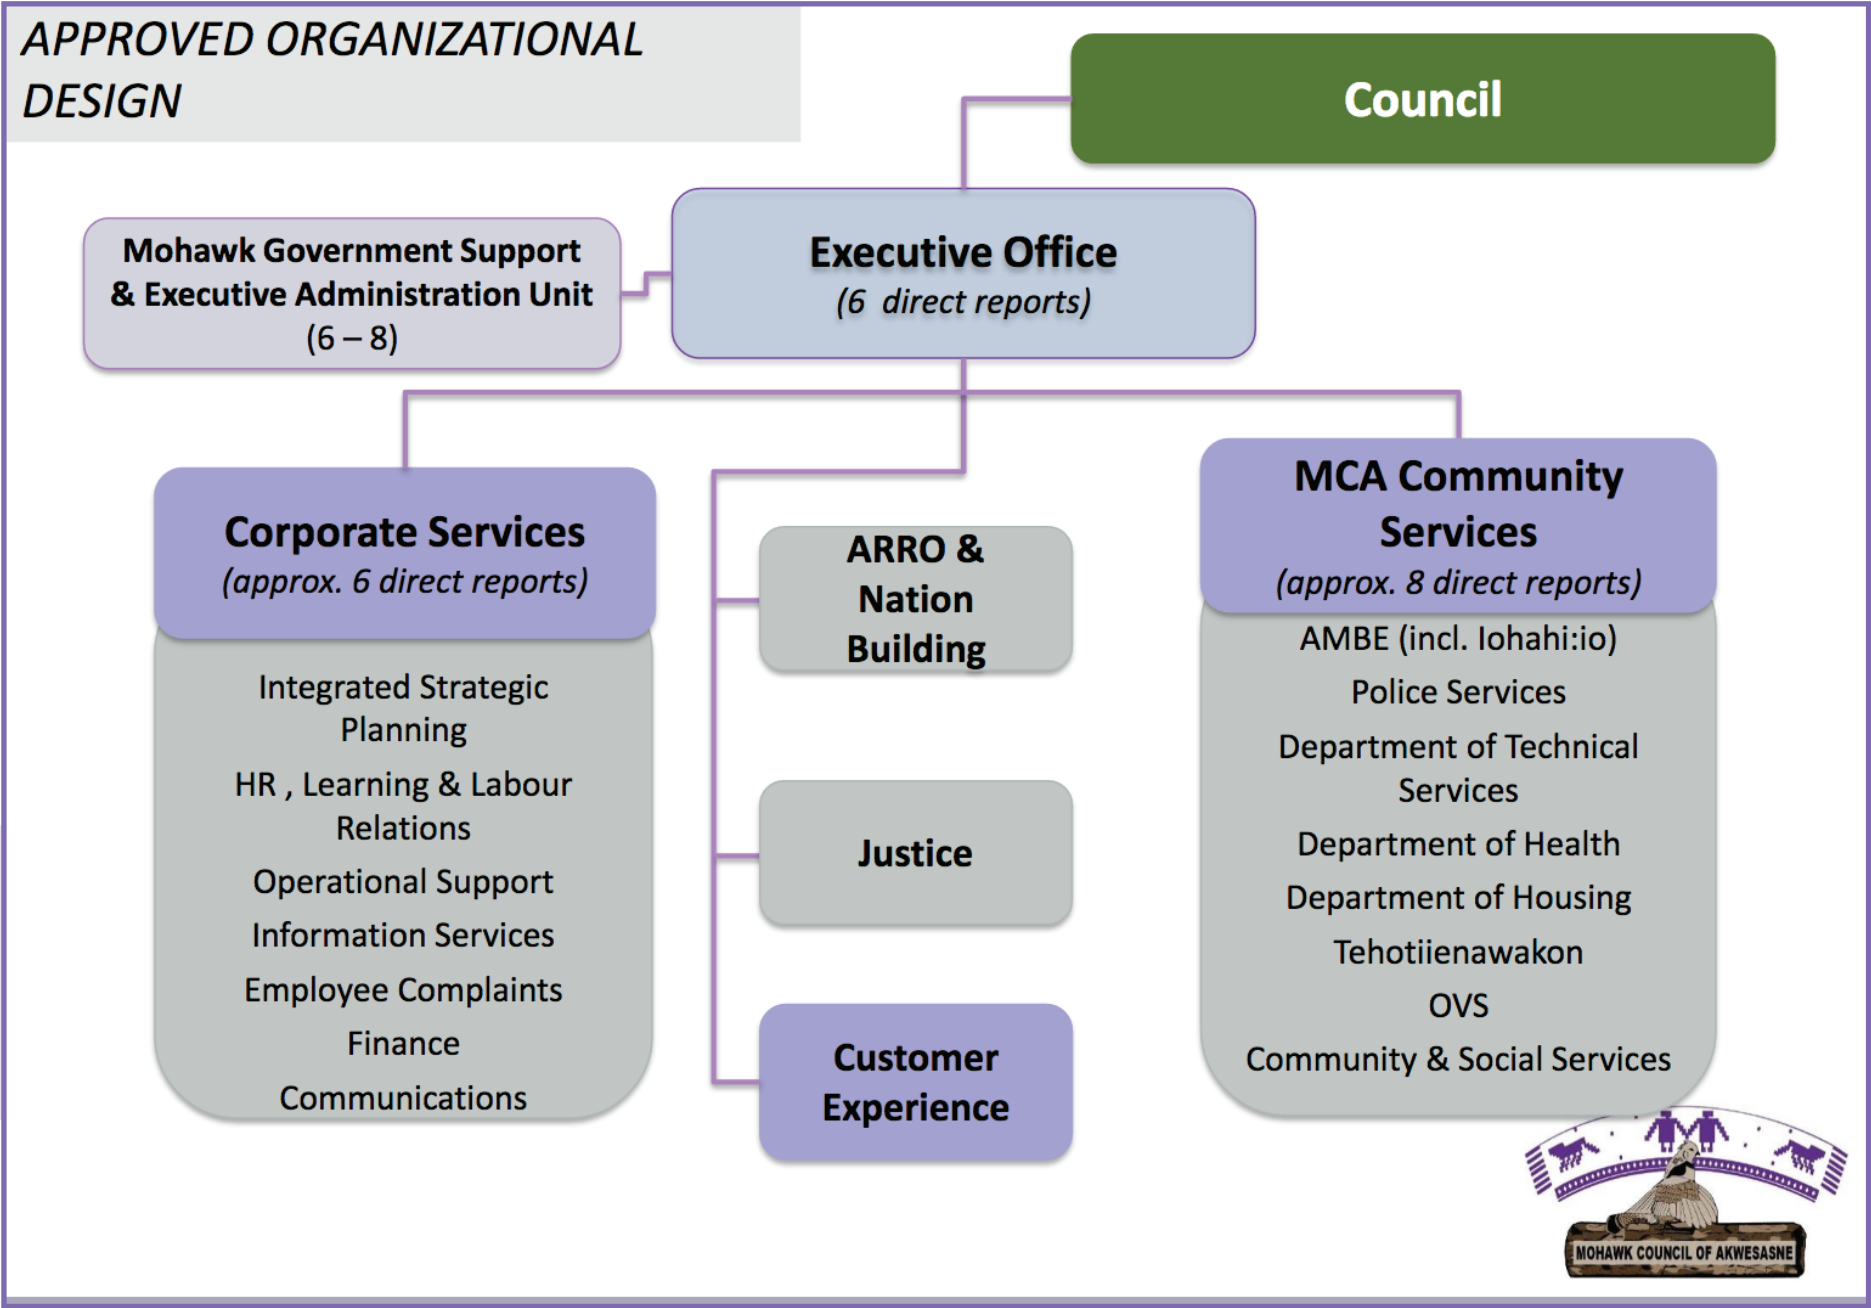 APPROVED ORGANIZATIONAL
DESIGN
Council
Mohawk Government Support
& Executive Administration Unit
(6 – 8)
Executive Office
(6 direct reports)
Corporate Services
(approx. 6 direct reports)
Integrated Strategic
Planning
HR , Learning & Labour
Relations
Operational Support
Information Services
Employee Complaints
Finance
Communications
ARRO &
Nation
Building
Justice
Customer
Experience
MCA Community
Services
(approx. 8 direct reports)
AMBE (incl. Iohahi:io)
Police Services
Department of Technical
Services
Department of Health
Department of Housing
Tehotiienawakon
OVS
Community & Social Services
MOHAWK COUNCIL OF AKWESASNE